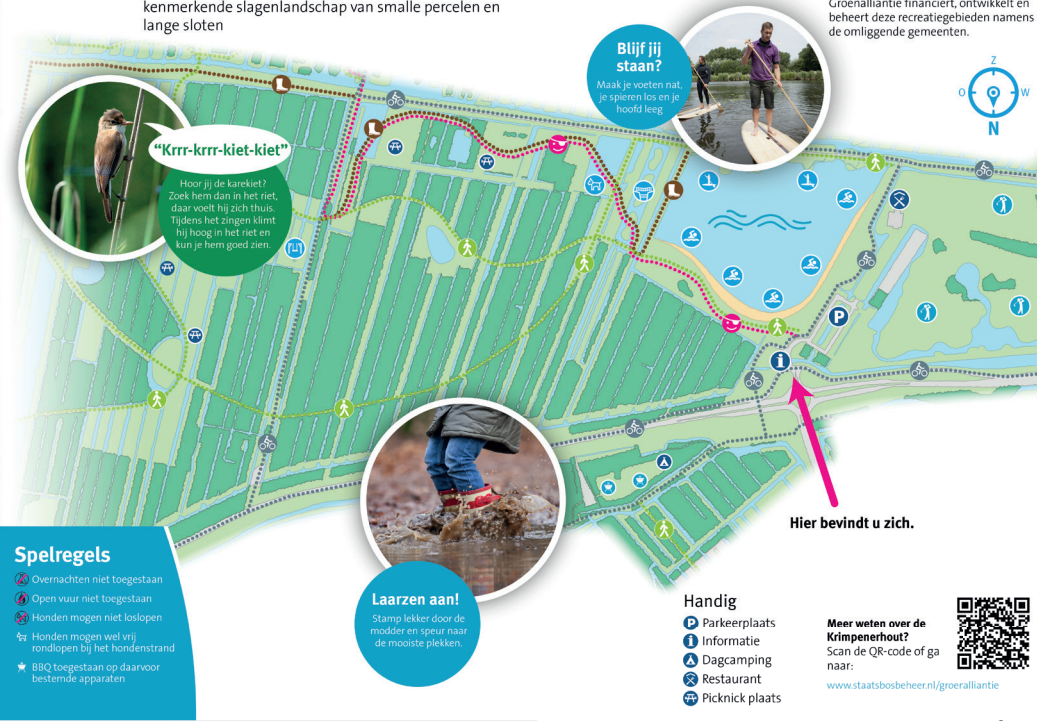 kenmerkende slagenlandschap van smalle percelen en
lange sloten
Groenalliantie financiert, ontwikkelt en
beheert deze recreatiegebieden namens
de omliggende gemeenten.
Z
O
W
N
Blijf jij
staan?
Maak je voeten nat,
je spieren los en je
hoofd leeg
“Krrr-krrr-kiet-kiet”
Hoor jij de karekiet?
Zoek hem dan in het riet,
daar voelt hij zich thuis.
Tijdens het zingen klimt
hij hoog in het riet en
kun je hem goed zien.
P
i
Hier bevindt u zich.
Laarzen aan!
Stamp lekker door de
modder en speur naar
de mooiste plekken.
Spelregels
Overnachten niet toegestaan
Open vuur niet toegestaan
Honden mogen niet loslopen
Honden mogen wel vrij
rondlopen bij het hondenstrand
BBQ toegestaan op daarvoor
bestemde apparaten
Handig
P Parkeerplaats
i Informatie
Dagcamping
Restaurant
Picknick plaats
Meer weten over de
Krimpenerhout?
Scan de QR-code of ga
naar:
www.staatsbosbeheer.nl/groeralliantie